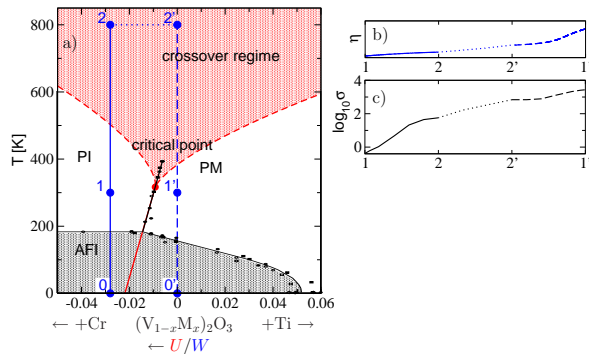 a)
2
2'
crossover regime
critical point
PI
PM
1
1'
AFI
0
0'
T [K]
800
600
400
200
0
-0.04
-0.02
0
0.02
0.04
0.06
← +Cr
(V₁₋ₓMₓ)₂O₃
+Ti →
← U/W
b)
η
1
2
2'
1'
c)
log₁₀σ
2
0
1
2
2'
1'